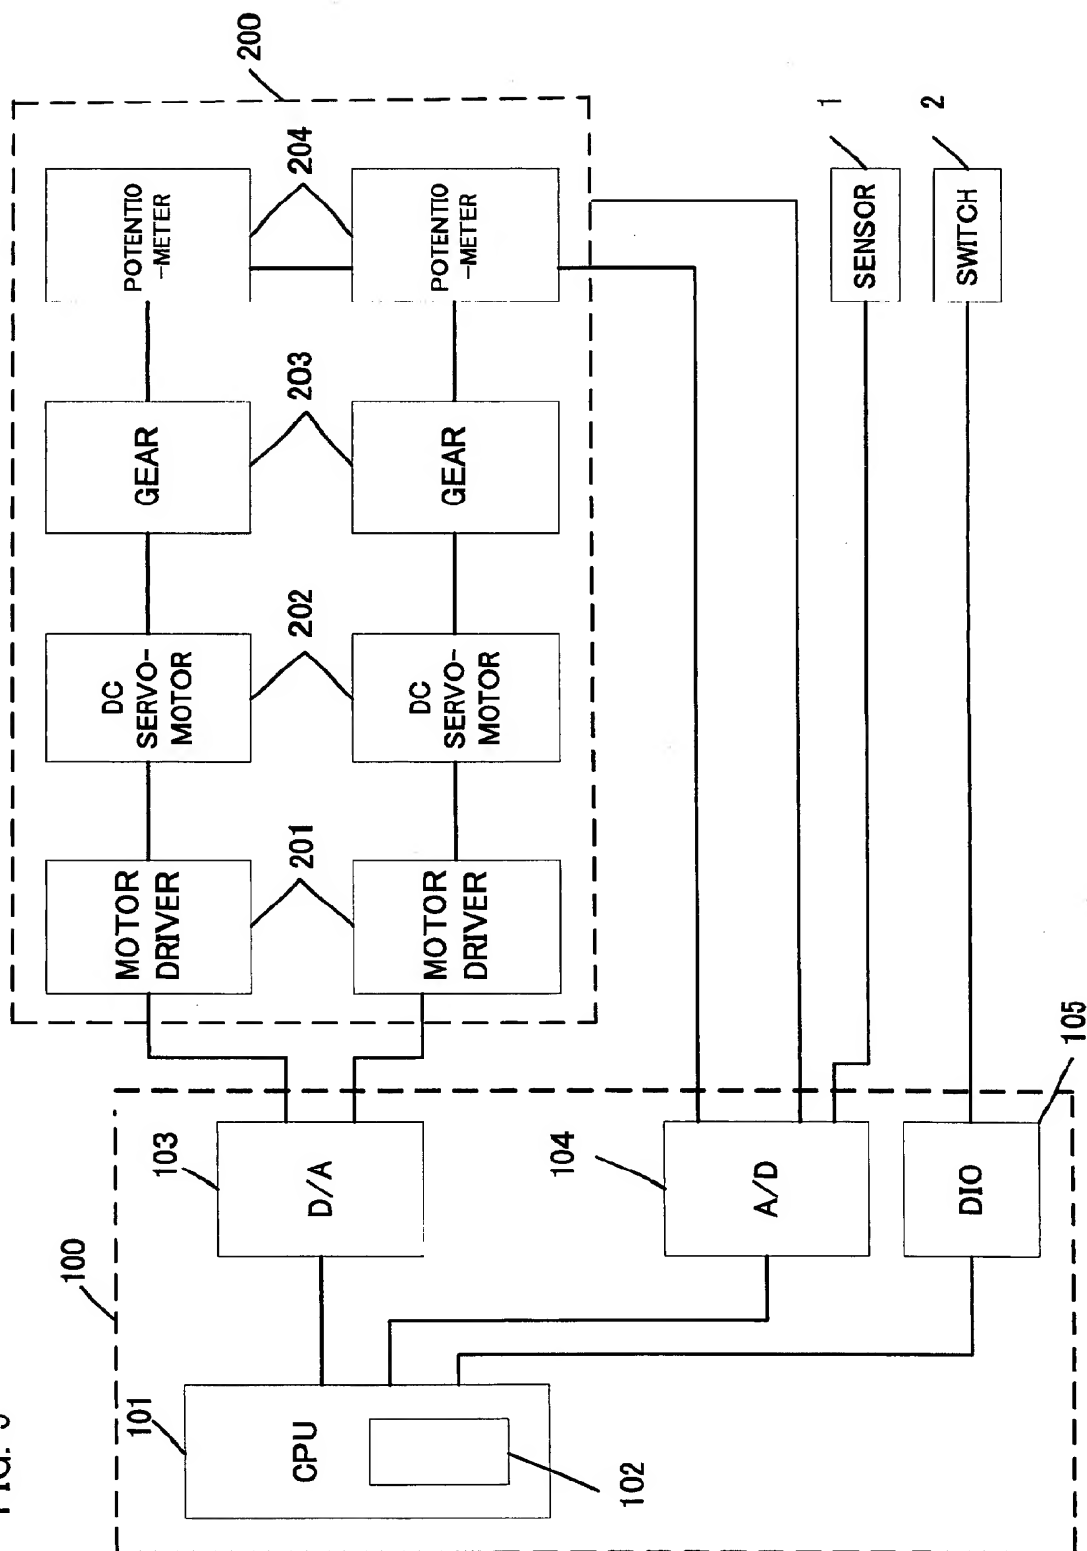 FIG.
100
101
CPU
102
103
D/A
104
A/D
105
DIO
200
MOTOR
DRIVER
DC
SERVO-
MOTOR
GEAR
POTENTIO
-METER
201
202
203
204
MOTOR
DRIVER
DC
SERVO-
MOTOR
GEAR
POTENTIO
-METER
1
SENSOR
2
SWITCH